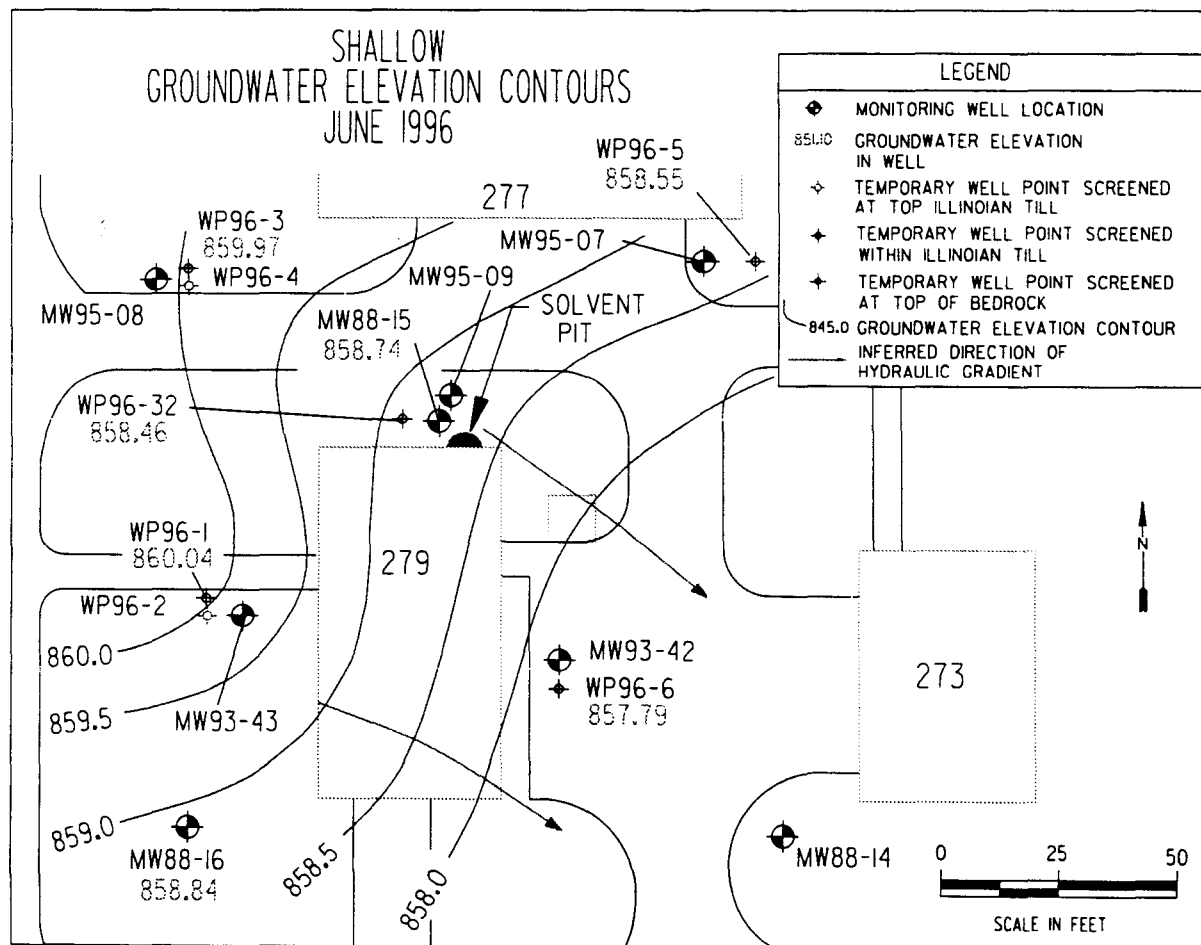 SHALLOW
GROUNDWATER ELEVATION CONTOURS
JUNE 1996
LEGEND
MONITORING WELL LOCATION
851.10 GROUNDWATER ELEVATION
IN WELL
TEMPORARY WELL POINT SCREENED
AT TOP ILLINOIAN TILL
TEMPORARY WELL POINT SCREENED
WITHIN ILLINOIAN TILL
TEMPORARY WELL POINT SCREENED
AT TOP OF BEDROCK
845.0 GROUNDWATER ELEVATION CONTOUR
INFERRED DIRECTION OF
HYDRAULIC GRADIENT
WP96-5
858.55
277
WP96-3
859.97
WP96-4
MW95-07
MW95-09
MW95-08
SOLVENT
PIT
MW88-15
858.74
WP96-32
858.46
WP96-1
860.04
279
N
WP96-2
860.0
MW93-42
WP96-6
857.79
273
859.5
MW93-43
859.0
858.5
858.0
MW88-16
858.84
MW88-14
0 25 50
SCALE IN FEET